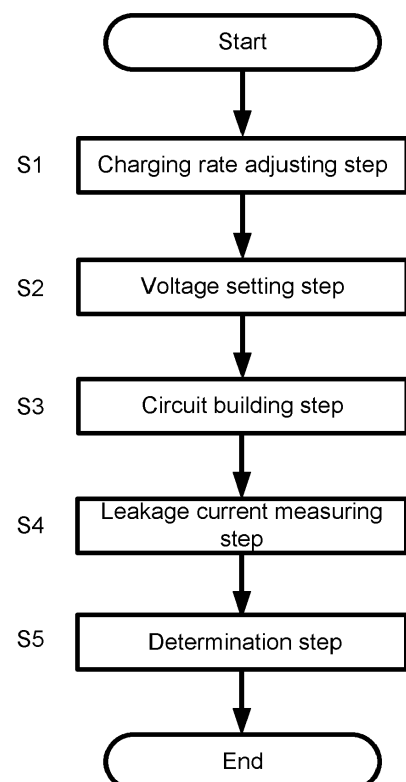 Start
S1 Charging rate adjusting step
S2 Voltage setting step
S3 Circuit building step
S4 Leakage current measuring
step
S5 Determination step
End